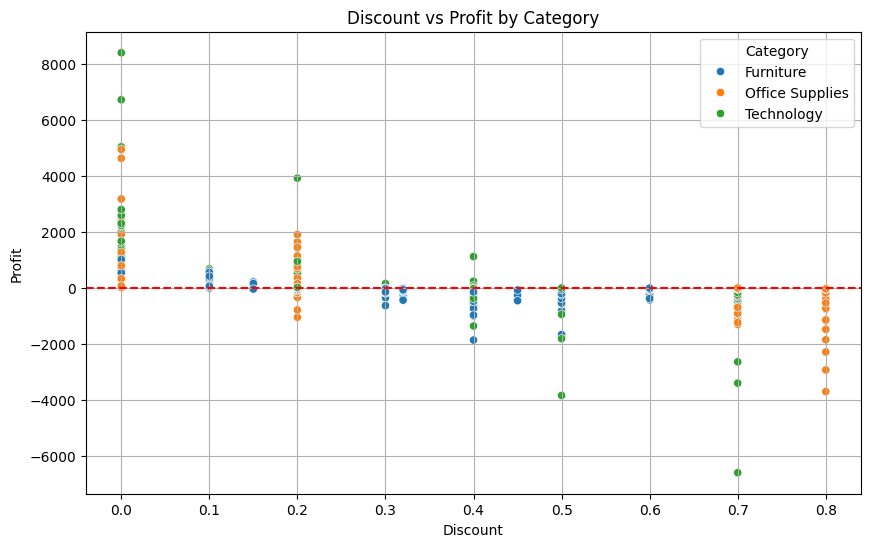 Discount vs Profit by Category
Category
Furniture
Office Supplies
Technology
Profit
8000
6000
4000
2000
0
−2000
−4000
−6000
0.0 0.1 0.2 0.3 0.4 0.5 0.6 0.7 0.8
Discount